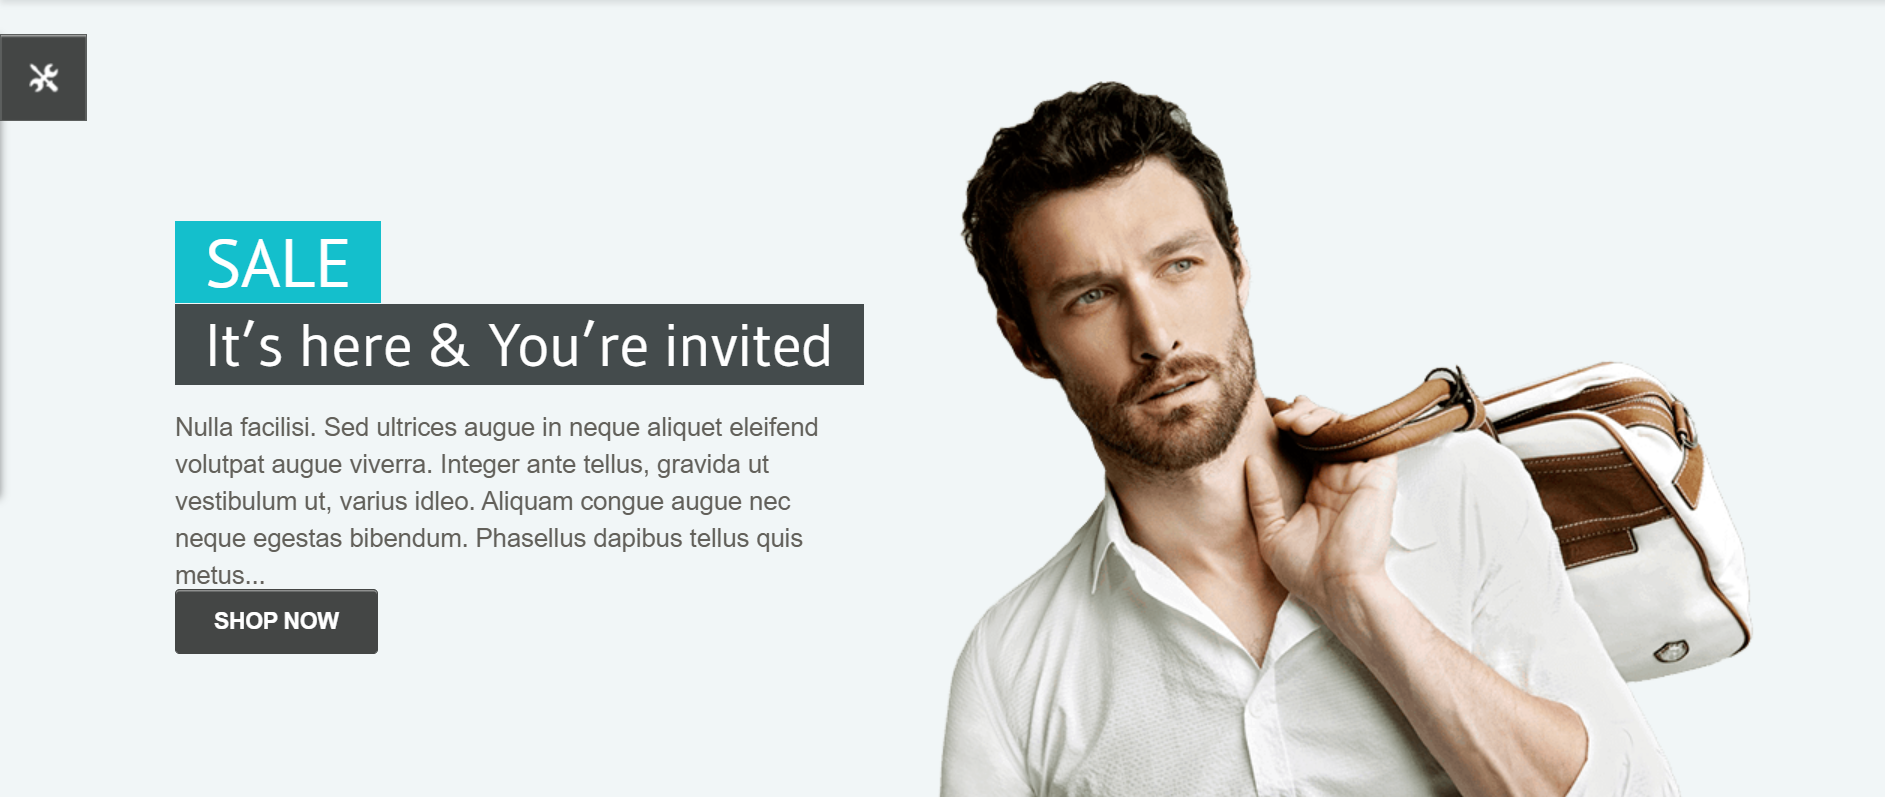 SALE
It’s here & You’re invited
Nulla facilisi. Sed ultrices augue in neque aliquet eleifend
volutpat augue viverra. Integer ante tellus, gravida ut
vestibulum ut, varius idleo. Aliquam congue augue nec
neque egestas bibendum. Phasellus dapibus tellus quis
metus...
SHOP NOW